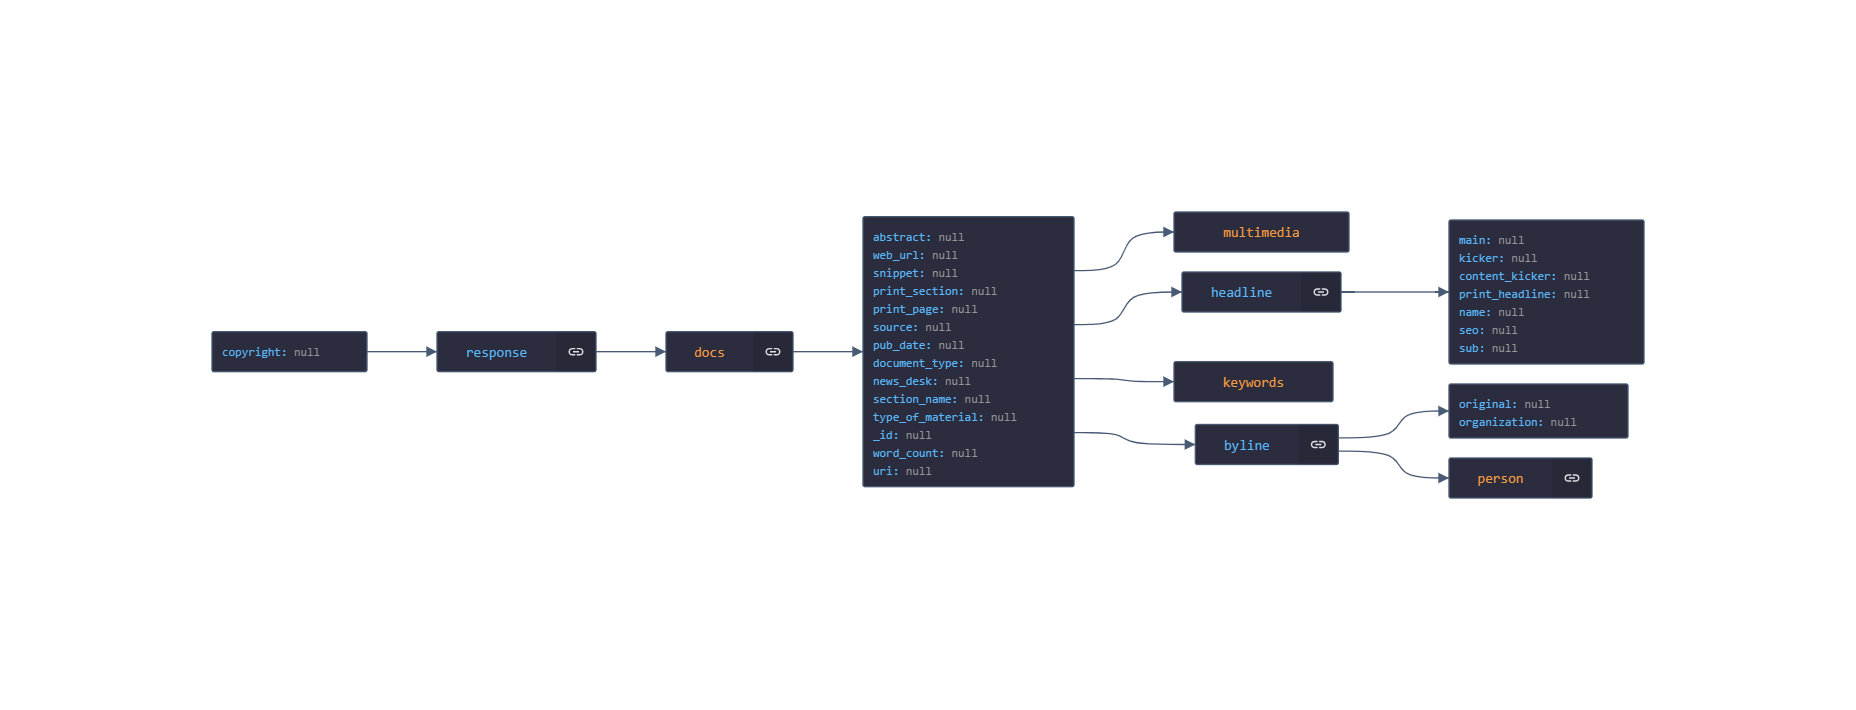 copyright: null
response
docs
abstract: null
web_url: null
snippet: null
print_section: null
print_page: null
source: null
pub_date: null
document_type: null
news_desk: null
section_name: null
type_of_material: null
_id: null
word_count: null
uri: null
multimedia
headline
keywords
byline
main: null
kicker: null
content_kicker: null
print_headline: null
name: null
seo: null
sub: null
original: null
organization: null
person